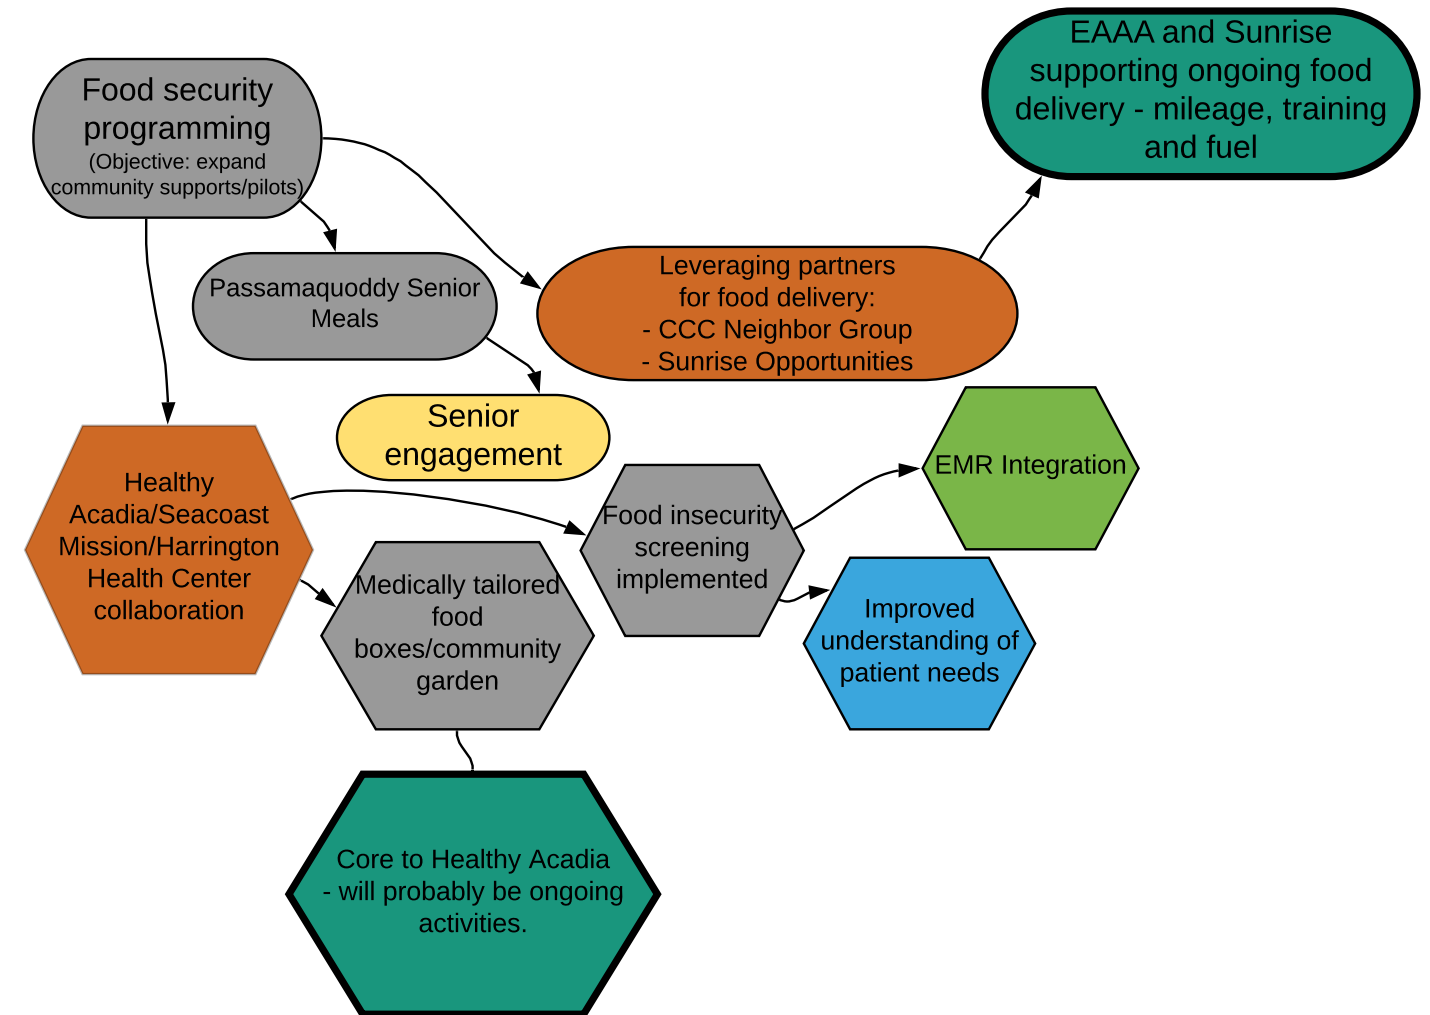 EAAA and Sunrise
supporting ongoing food
delivery - mileage, training
and fuel
Food security
programming
(Objective: expand
community supports/pilots)
Passamaquoddy Senior
Meals
Leveraging partners
for food delivery:
- CCC Neighbor Group
- Sunrise Opportunities
Senior
engagement
EMR Integration
Healthy
Acadia/Seacoast
Mission/Harrington
Health Center
collaboration
Food insecurity
screening
implemented
Medically tailored
food
boxes/community
garden
Improved
understanding of
patient needs
Core to Healthy Acadia
- will probably be ongoing
activities.